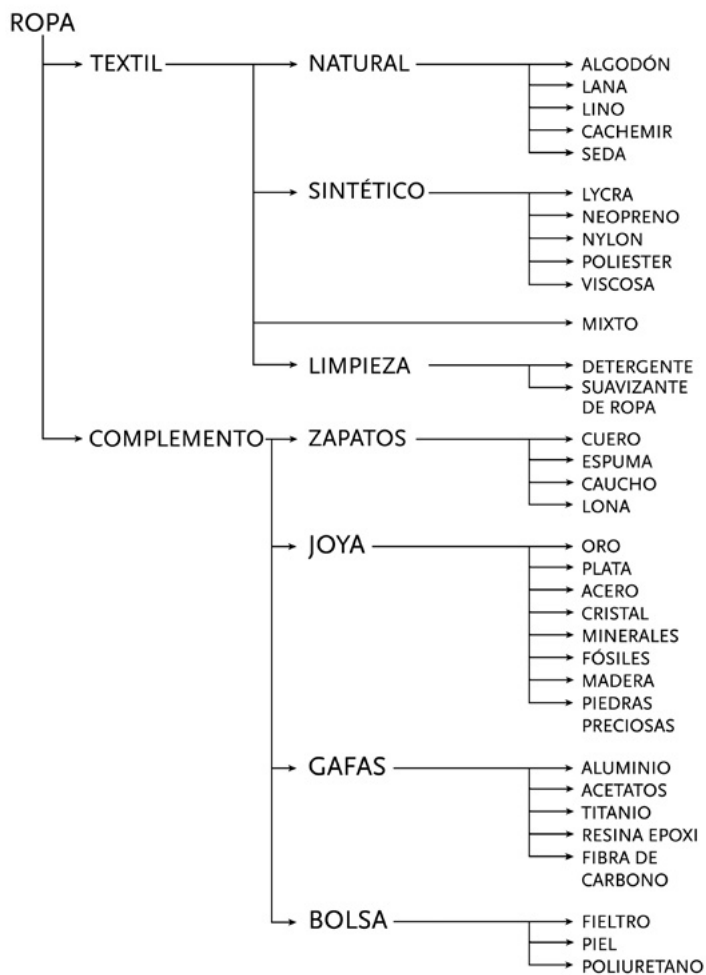 ROPA
TEXTIL
NATURAL
ALGODÓN
LANA
LINO
CACHEMIR
SEDA
SINTÉTICO
LYCRA
NEOPRENO
NYLON
POLIESTER
VISCOSA
MIXTO
LIMPIEZA
DETERGENTE
SUAVIZANTE
DE ROPA
COMPLEMENTO
ZAPATOS
CUERO
ESPUMA
CAUCHO
LONA
JOYA
ORO
PLATA
ACERO
CRISTAL
MINERALES
FÓSILES
MADERA
PIEDRAS
PRECIOSAS
GAFAS
ALUMINIO
ACETATOS
TITANIO
RESINA EPOXI
FIBRA DE
CARBONO
BOLSA
FIELTRO
PIEL
POLIURETANO